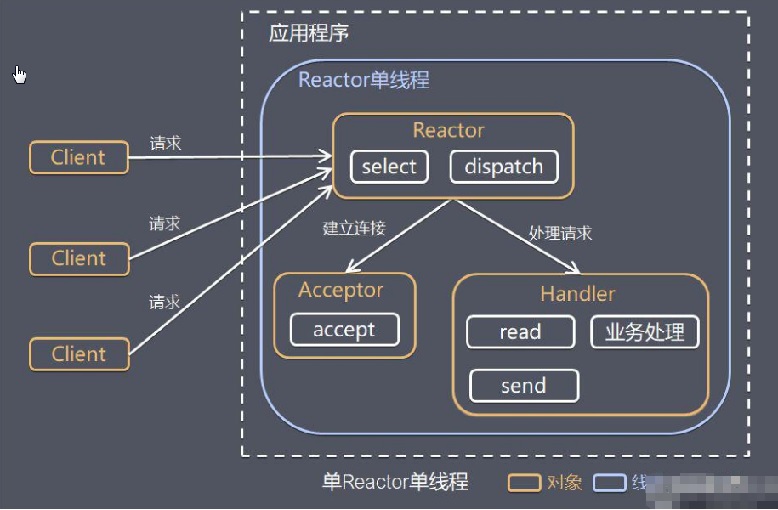 应用程序
Reactor单线程
Reactor
select
dispatch
Client
请求
Client
请求
Client
请求
建立连接
处理请求
Acceptor
accept
Handler
read
业务处理
send
单Reactor单线程
对象
线